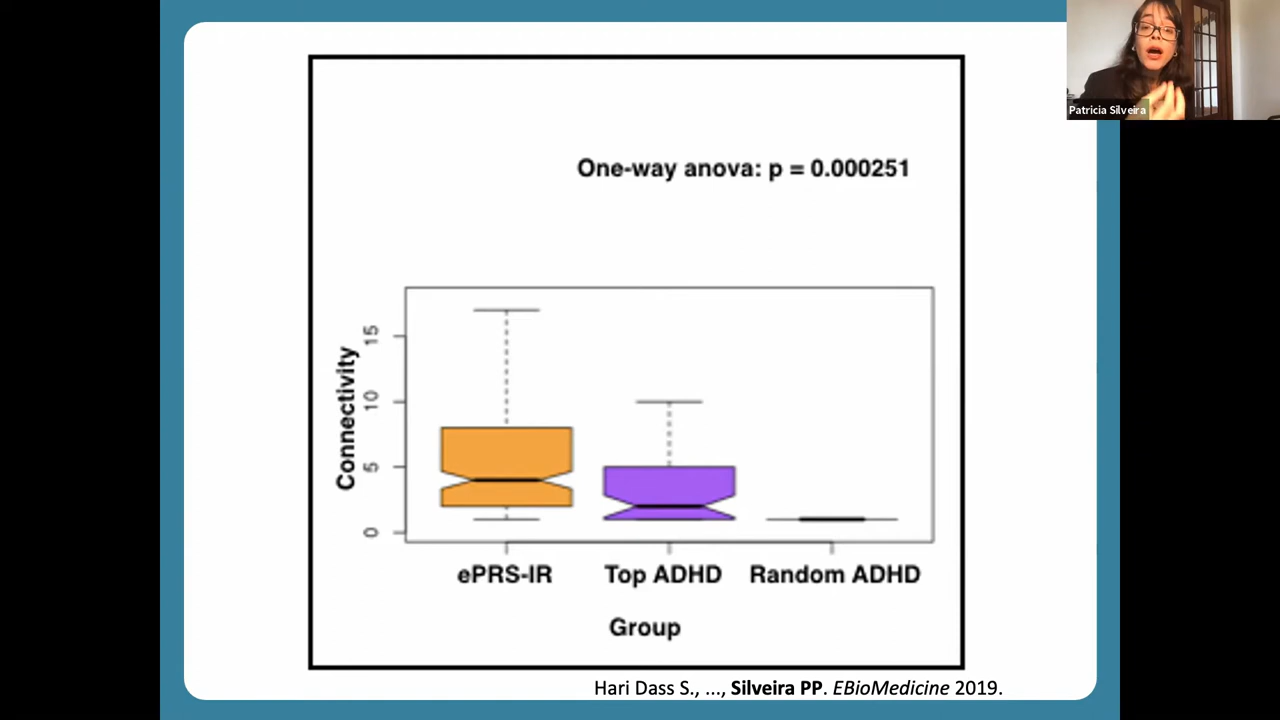 Patricia Silveira
One-way anova: p = 0.000251
Connectivity
15
10
5
0
ePRS-IR Top ADHD Random ADHD
Group
Hari Dass S., ..., Silveira PP. EBioMedicine 2019.